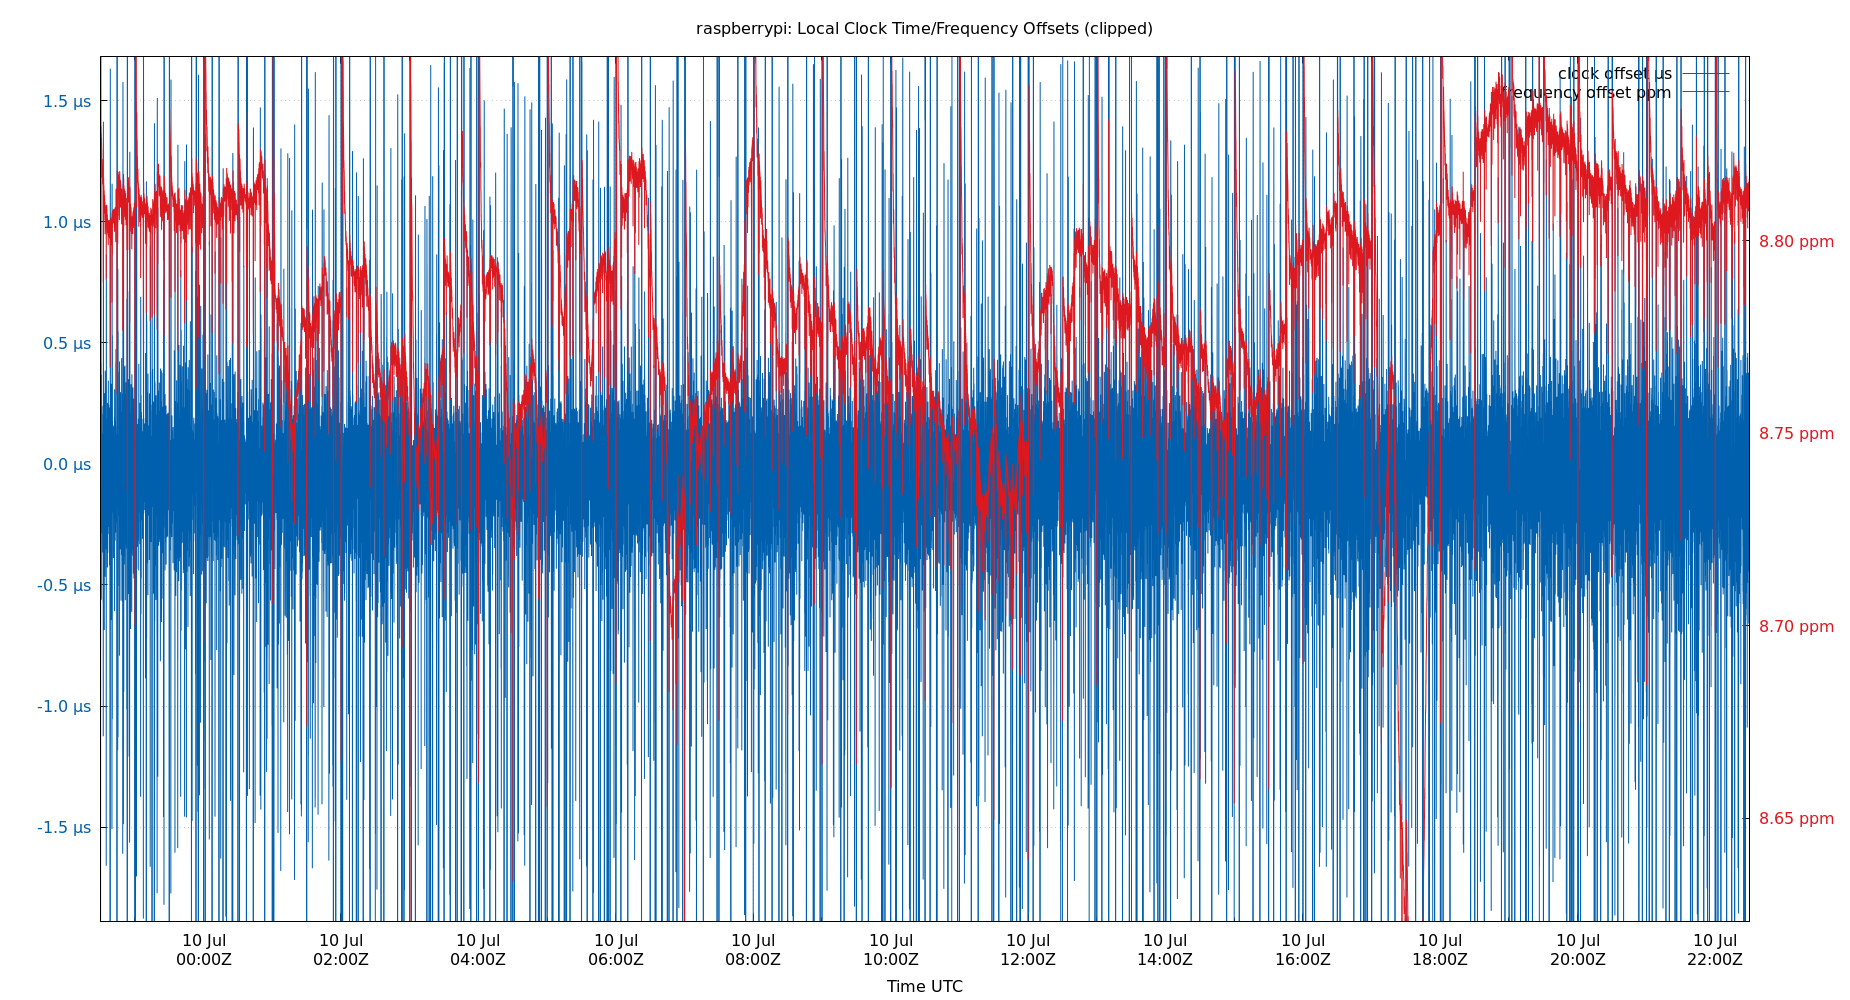 raspberrypi: Local Clock Time/Frequency Offsets (clipped)
clock offset µs
frequency offset ppm
1.5 µs
1.0 µs
0.5 µs
0.0 µs
-0.5 µs
-1.0 µs
-1.5 µs
8.80 ppm
8.75 ppm
8.70 ppm
8.65 ppm
10 Jul 10 Jul 10 Jul 10 Jul 10 Jul 10 Jul 10 Jul 10 Jul 10 Jul 10 Jul 10 Jul 10 Jul
00:00Z 02:00Z 04:00Z 06:00Z 08:00Z 10:00Z 12:00Z 14:00Z 16:00Z 18:00Z 20:00Z 22:00Z
Time UTC